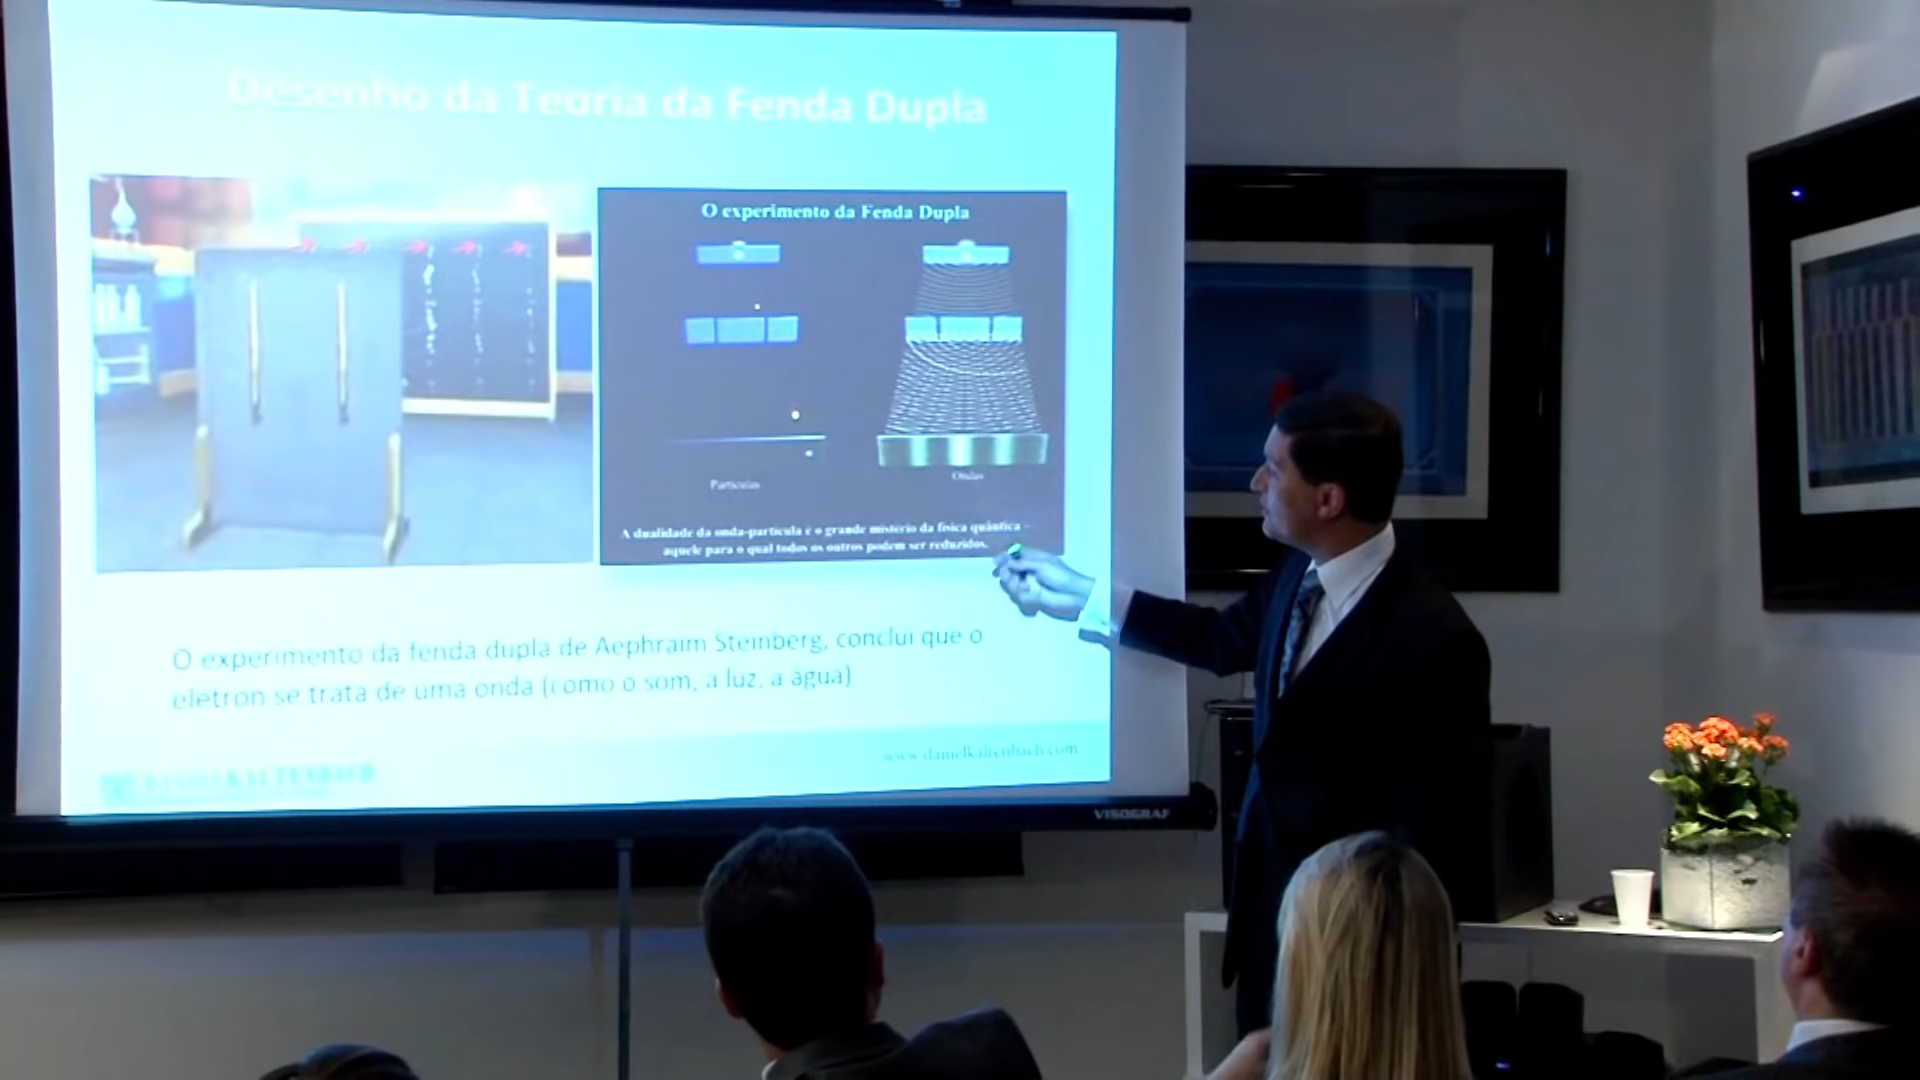 Desenho da Teoria da Fenda Dupla
O experimento da Fenda Dupla
Partículas
Ondas
A dualidade da onda-partícula é o grande mistério da física quântica -
aquele para o qual todos os outros podem ser reduzidos.
O experimento da fenda dupla de Aephraim Steinberg, conclui que o
eletron se trata de uma onda (como o som, a luz, a água)
www.danielkaltenbach.com
KALTENBACH
VISOGRAF